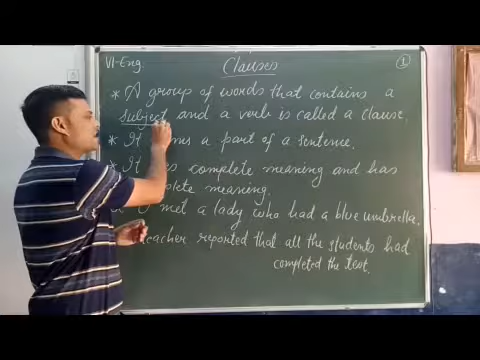 VI-Eng:
Clauses
1
* A group of words that contains a
subject and a verb is called a clause.
* It a part of a sentence.
* It complete meaning and has
meaning.
met a lady who had a blue umbrella.
reported that all the students had
completed the test.